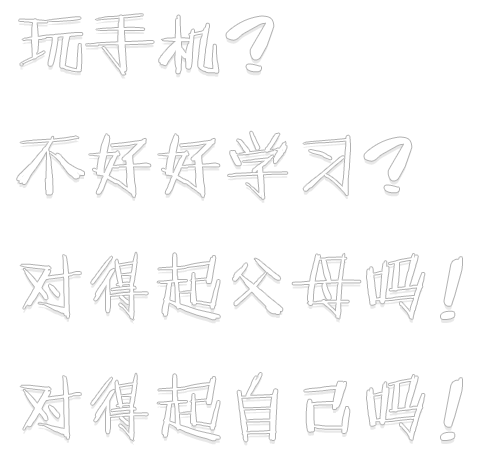 玩手机？
不好好学习？
对得起父母吗！
对得起自己吗！